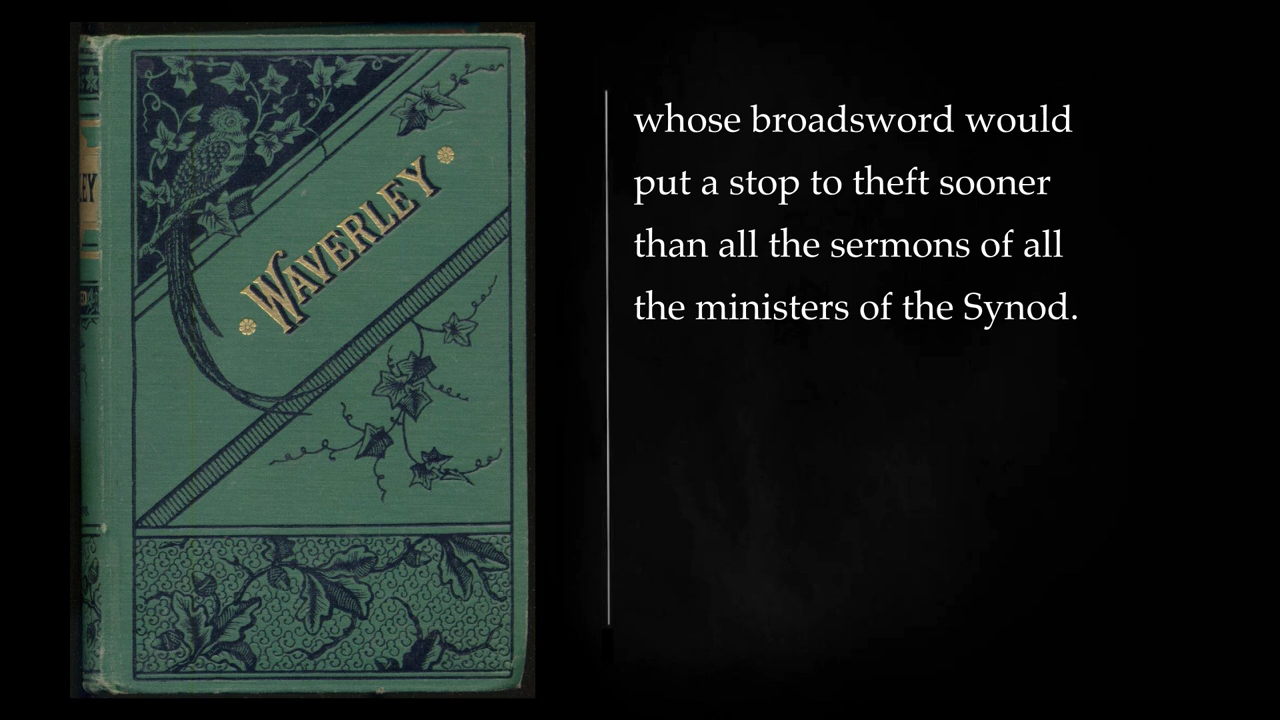 WAVERLEY
whose broadsword would
put a stop to theft sooner
than all the sermons of all
the ministers of the Synod.